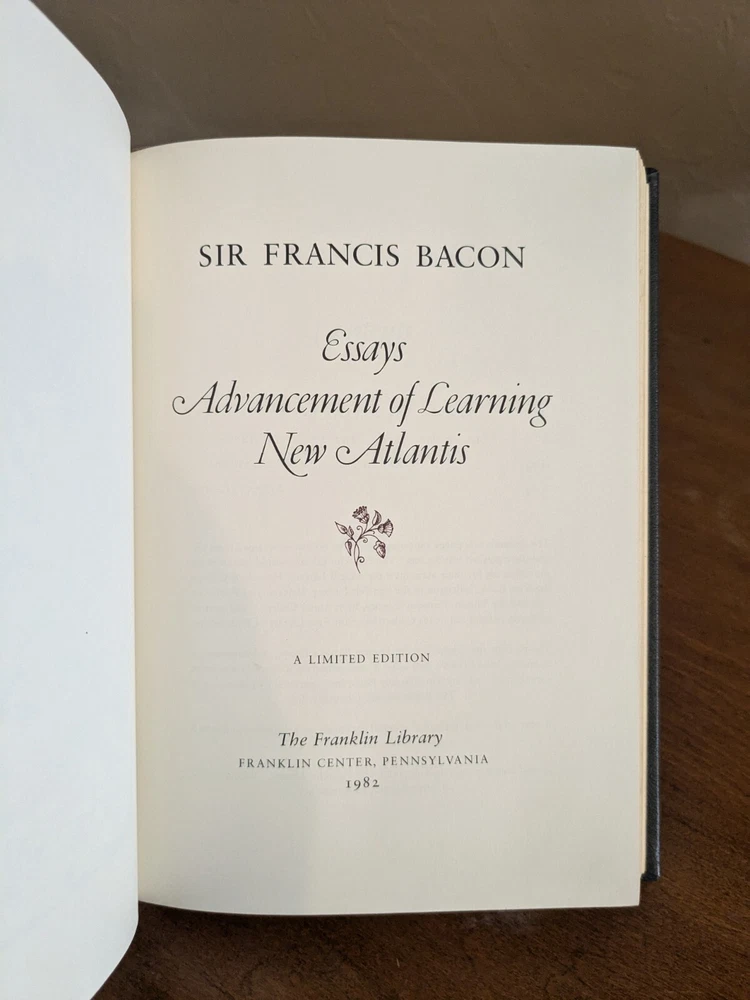 SIR FRANCIS BACON
Essays
Advancement of Learning
New Atlantis
A LIMITED EDITION
The Franklin Library
FRANKLIN CENTER, PENNSYLVANIA
1982